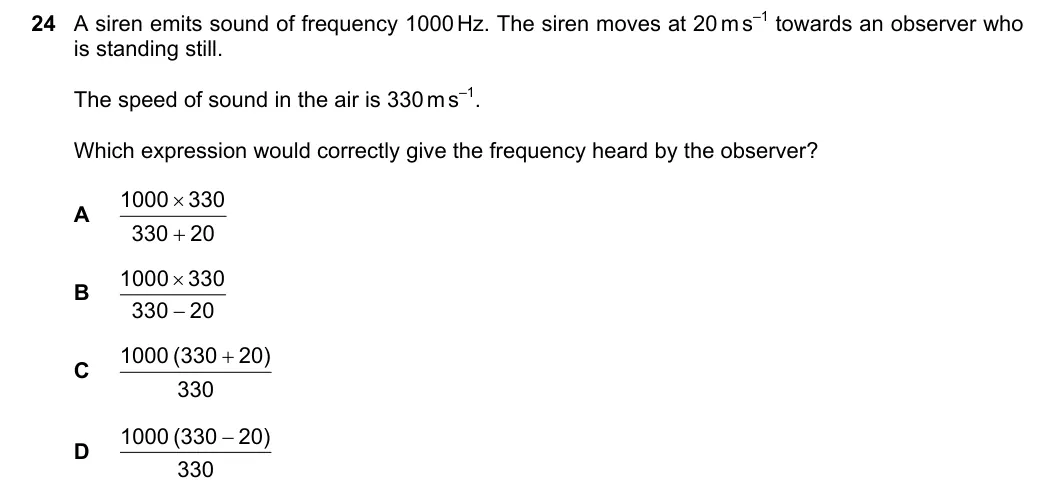 24 A siren emits sound of frequency 1000 Hz. The siren moves at 20 m s⁻¹ towards an observer who
is standing still.
The speed of sound in the air is 330 m s⁻¹.
Which expression would correctly give the frequency heard by the observer?
A
1000 × 330
330 + 20
B
1000 × 330
330 – 20
C
1000 (330 + 20)
330
D
1000 (330 – 20)
330